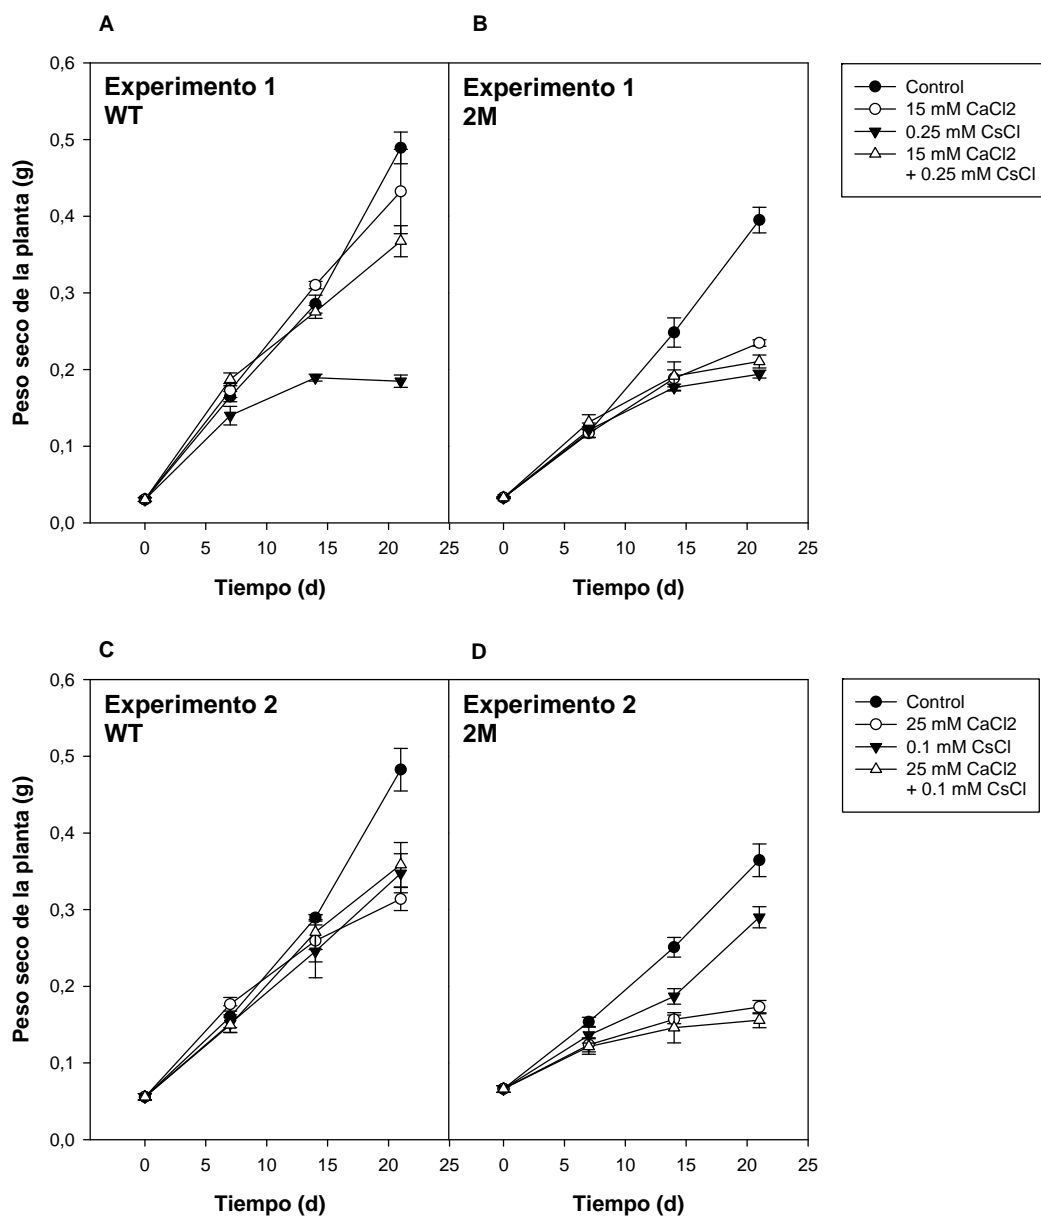 A
B
Experimento 1
WT
Experimento 1
2M
0,6
0,5
0,4
0,3
0,2
0,1
0,0
Peso seco de la planta (g)
0 5 10 15 20 25
0 5 10 15 20 25
Tiempo (d)
Tiempo (d)
Control
15 mM CaCl2
0.25 mM CsCl
15 mM CaCl2
+ 0.25 mM CsCl
C
D
Experimento 2
WT
Experimento 2
2M
0,6
0,5
0,4
0,3
0,2
0,1
0,0
Peso seco de la planta (g)
0 5 10 15 20 25
0 5 10 15 20 25
Tiempo (d)
Tiempo (d)
Control
25 mM CaCl2
0.1 mM CsCl
25 mM CaCl2
+ 0.1 mM CsCl